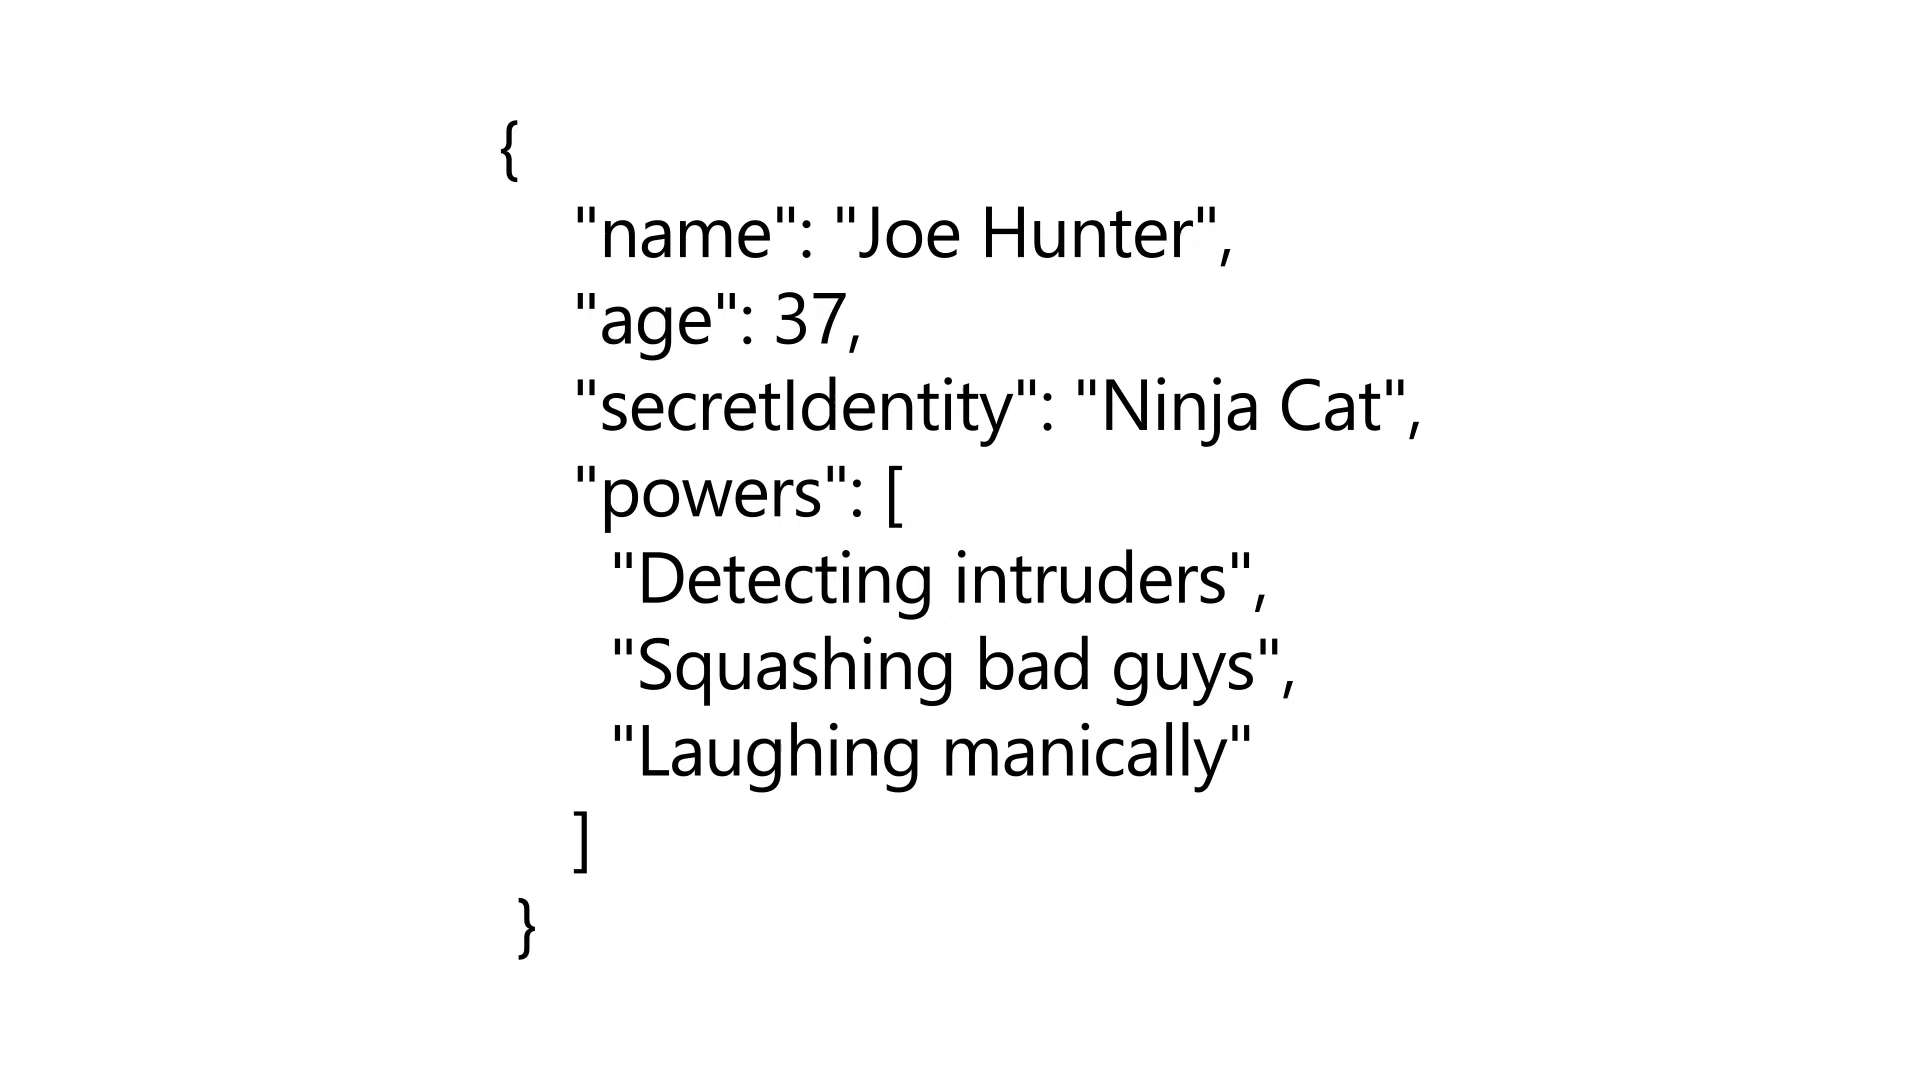 {
"name": "Joe Hunter",
"age": 37,
"secretIdentity": "Ninja Cat",
"powers": [
"Detecting intruders",
"Squashing bad guys",
"Laughing manically"
]
}